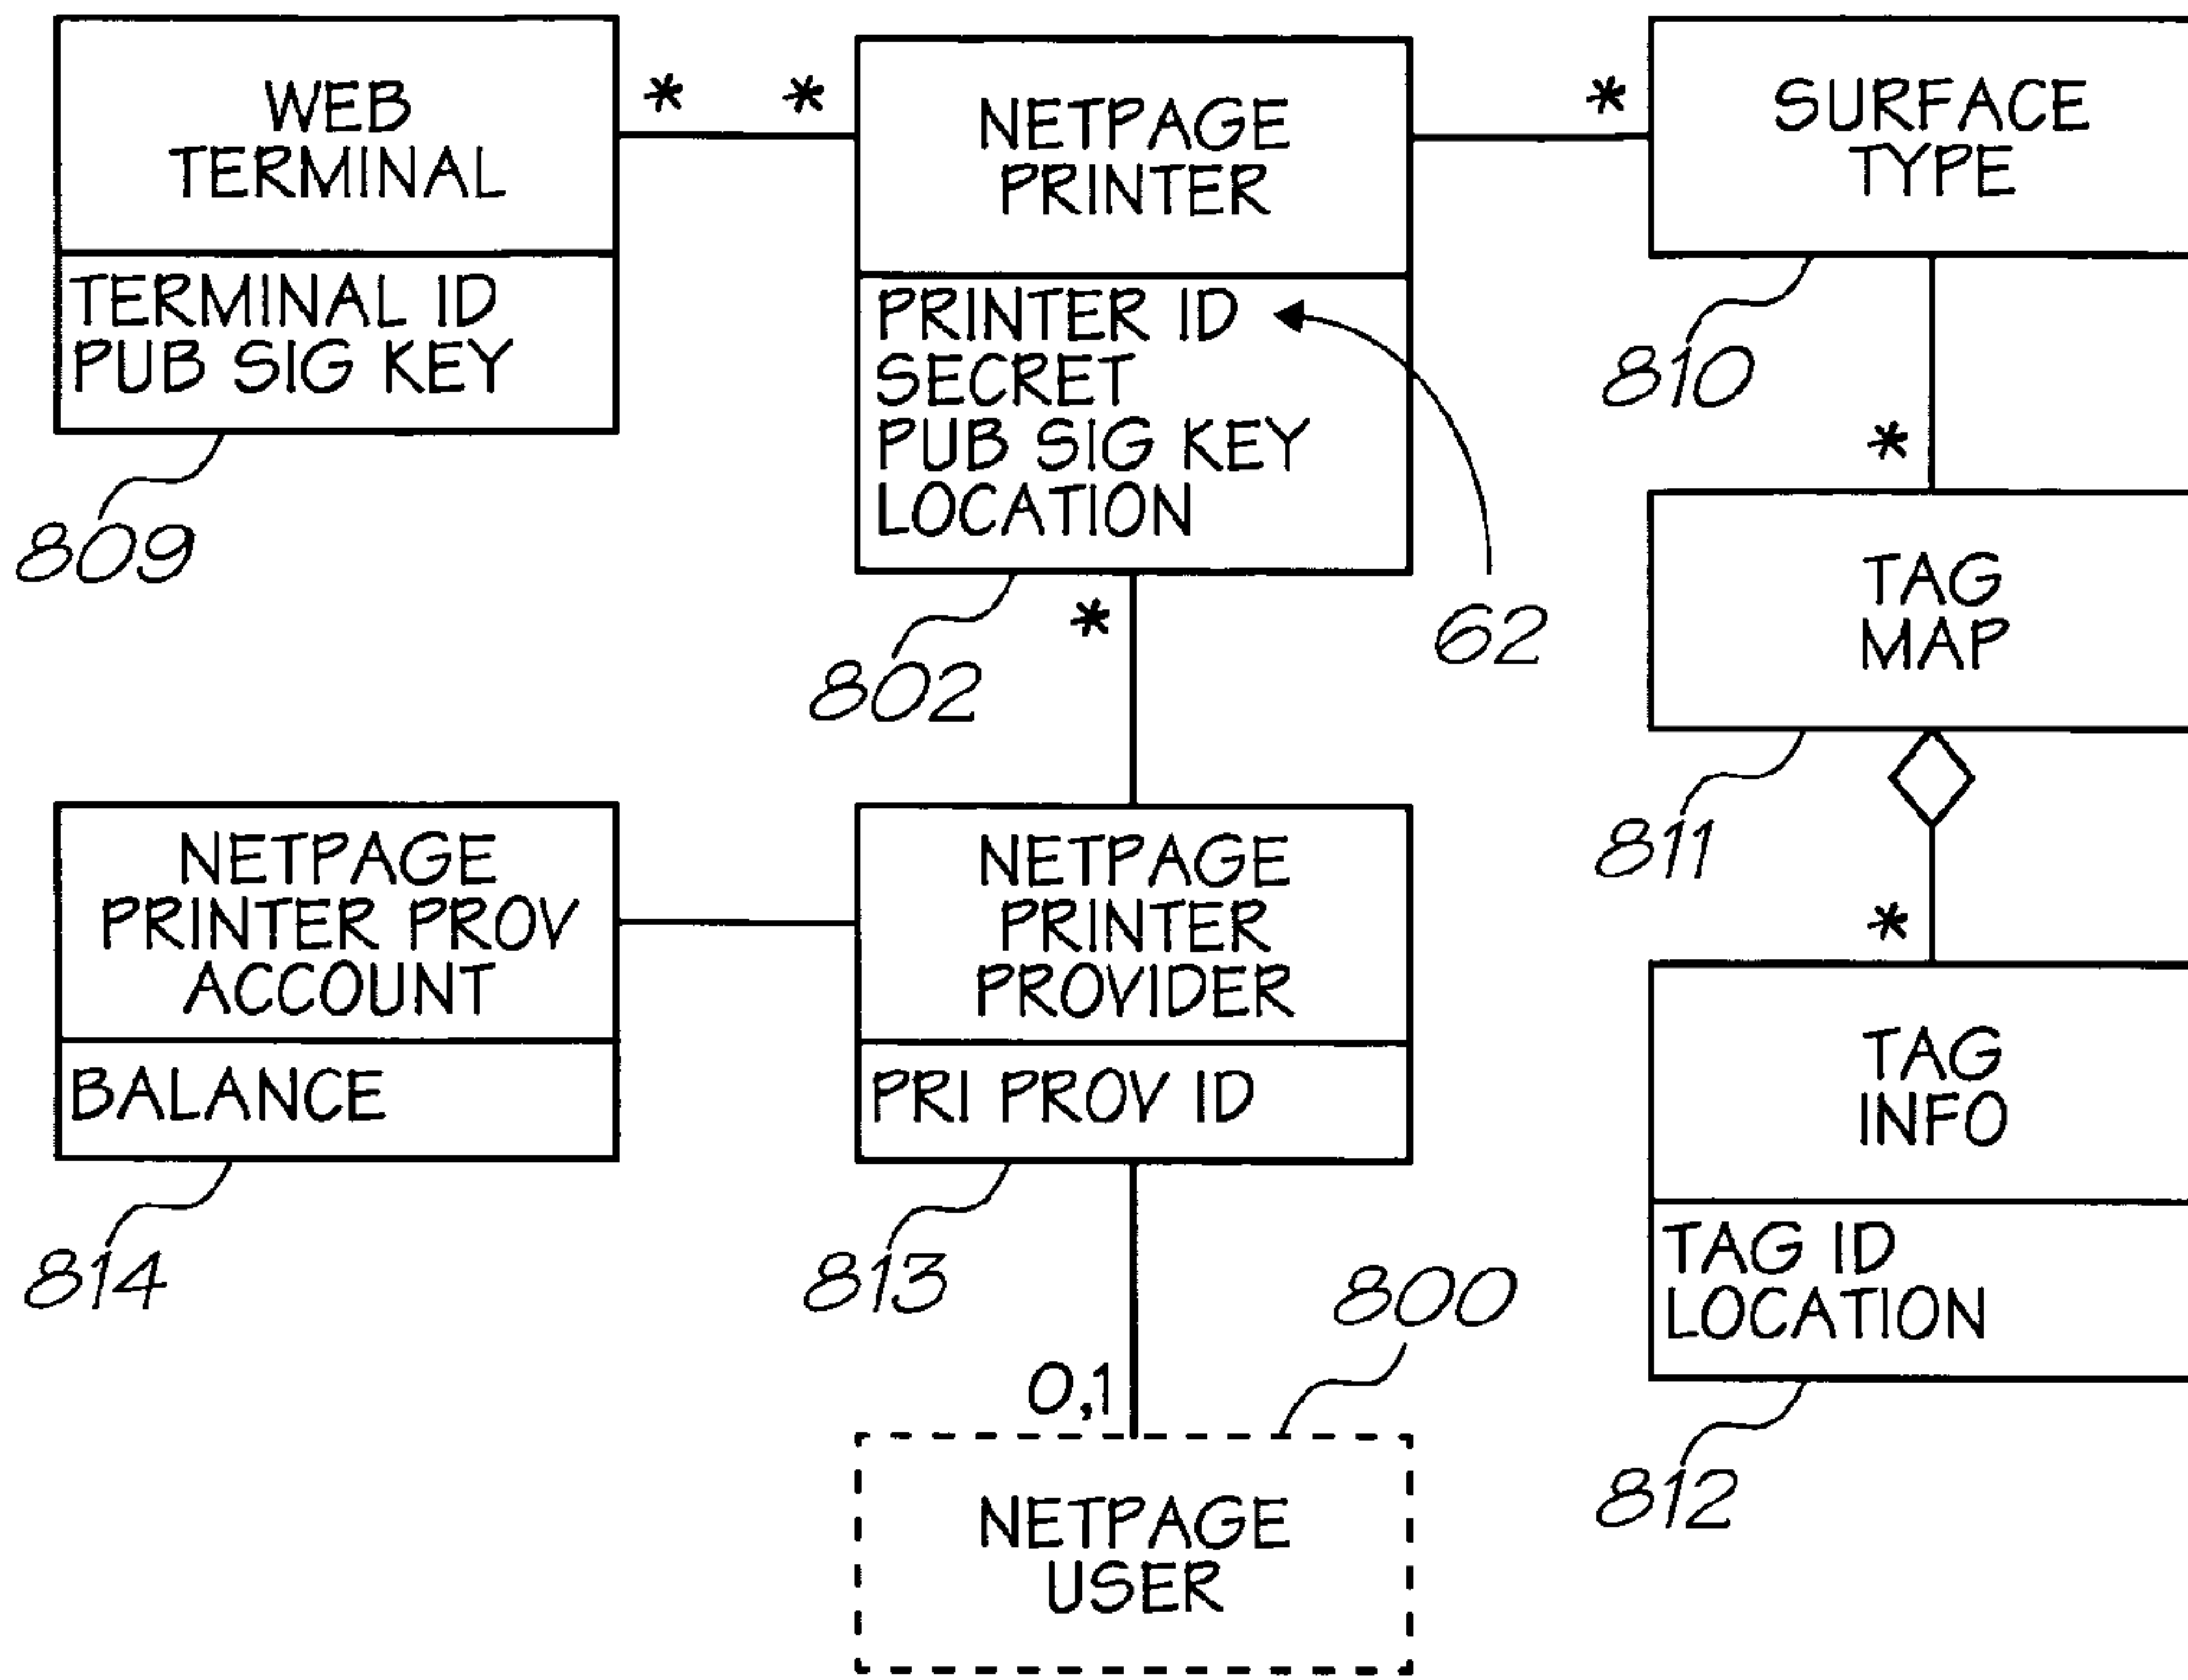 WEB
TERMINAL
TERMINAL ID
PUB SIG KEY
809
*
*
NETPAGE
PRINTER
PRINTER ID
SECRET
PUB SIG KEY
LOCATION
62
802
*
*
SURFACE
TYPE
810
*
TAG
MAP
811
*
TAG
INFO
TAG ID
LOCATION
812
NETPAGE
PRINTER PROV
ACCOUNT
BALANCE
814
NETPAGE
PRINTER
PROVIDER
PRI PROV ID
813
800
0,1
NETPAGE
USER